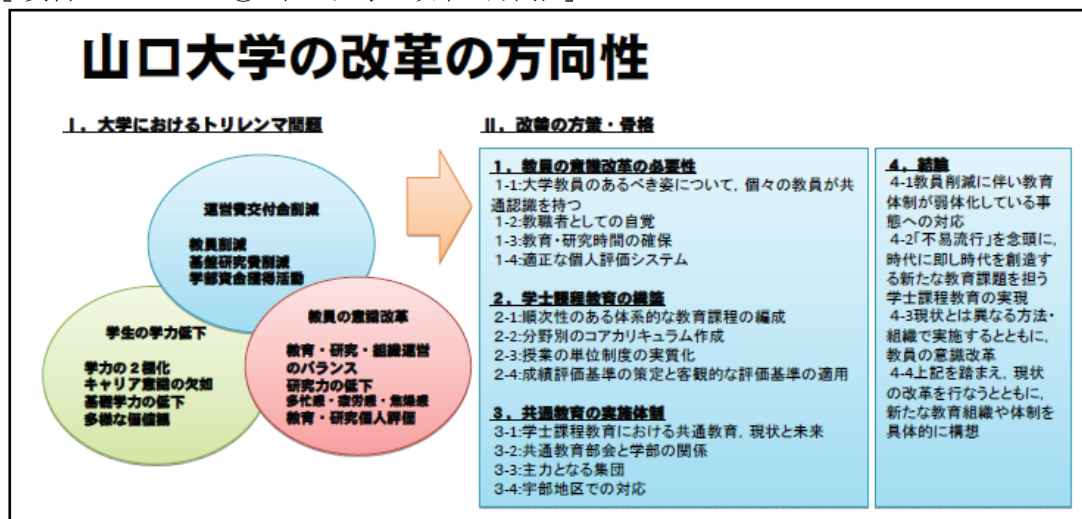 山口大学の改革の方向性
Ⅰ．大学におけるトリレンマ問題
運営費交付金削減
教員削減
基盤研究費削減
学部資金獲得活動
学生の学力低下
学力の２極化
キャリア意識の欠如
基礎学力の低下
多様な価値観
教員の意識改革
教育・研究・組織運営
のバランス
研究力の低下
多忙感・疲労感・焦燥感
教育・研究個人評価
Ⅱ．改善の方策・骨格
１．教員の意識改革の必要性
1-1:大学教員のあるべき姿について，個々の教員が共
通認識を持つ
1-2:教職者としての自覚
1-3:教育・研究時間の確保
1-4:適正な個人評価システム
２．学士課程教育の構築
2-1:順次性のある体系的な教育課程の編成
2-2:分野別のコアカリキュラム作成
2-3:授業の単位制度の実質化
2-4:成績評価基準の策定と客観的な評価基準の適用
３．共通教育の実施体制
3-1:学士課程教育における共通教育，現状と未来
3-2:共通教育部会と学部の関係
3-3:主力となる集団
3-4:宇部地区での対応
４．結論
4-1教員削減に伴い教育
体制が弱体化している事
態への対応
4-2「不易流行」を念頭に，
時代に即し時代を創造す
る新たな教育課題を担う
学士課程教育の実現
4-3現状とは異なる方法・
組織で実施するとともに，
教員の意識改革
4-4上記を踏まえ，現状
の改革を行なうとともに，
新たな教育組織や体制を
具体的に構想